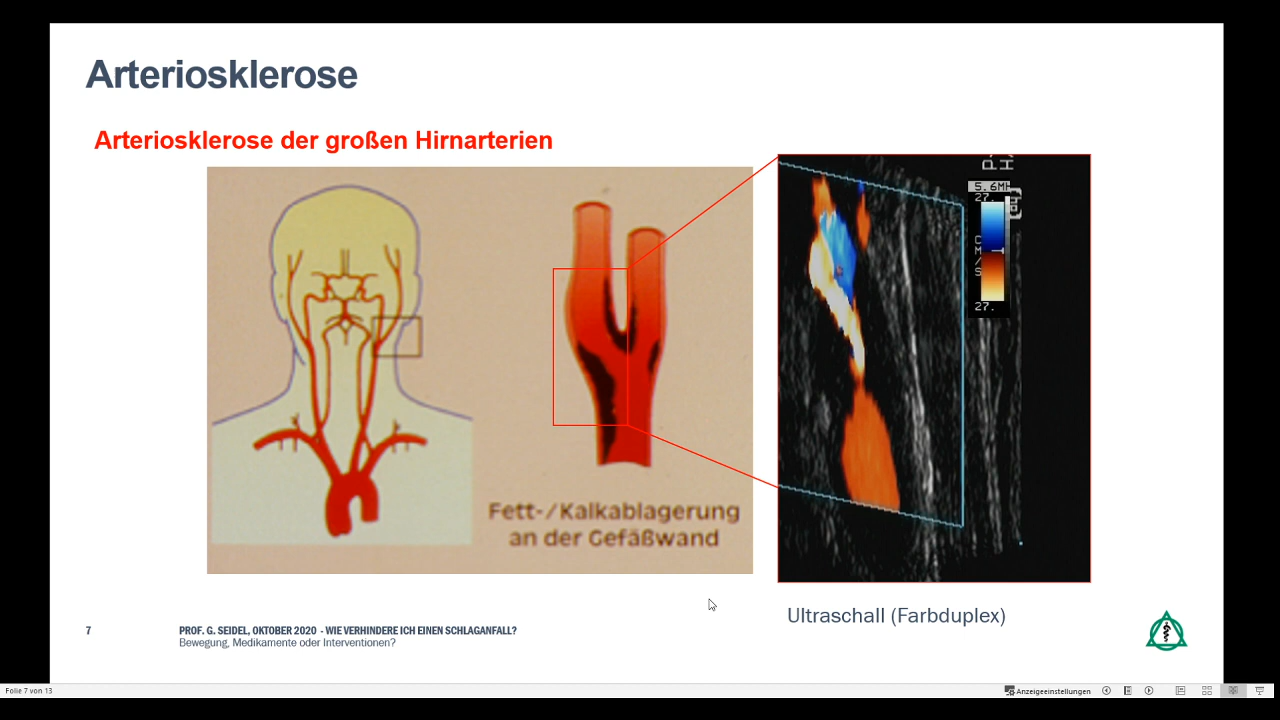 Arteriosklerose
Arteriosklerose der großen Hirnarterien
Fett-/Kalkablagerung
an der Gefäßwand
5.6MH
27.
CM/S
27.
Ultraschall (Farbduplex)
7
PROF. G. SEIDEL, OKTOBER 2020 - WIE VERHINDERE ICH EINEN SCHLAGANFALL?
Bewegung, Medikamente oder Interventionen?
Folie 7 von 13
Anzeigeeinstellungen